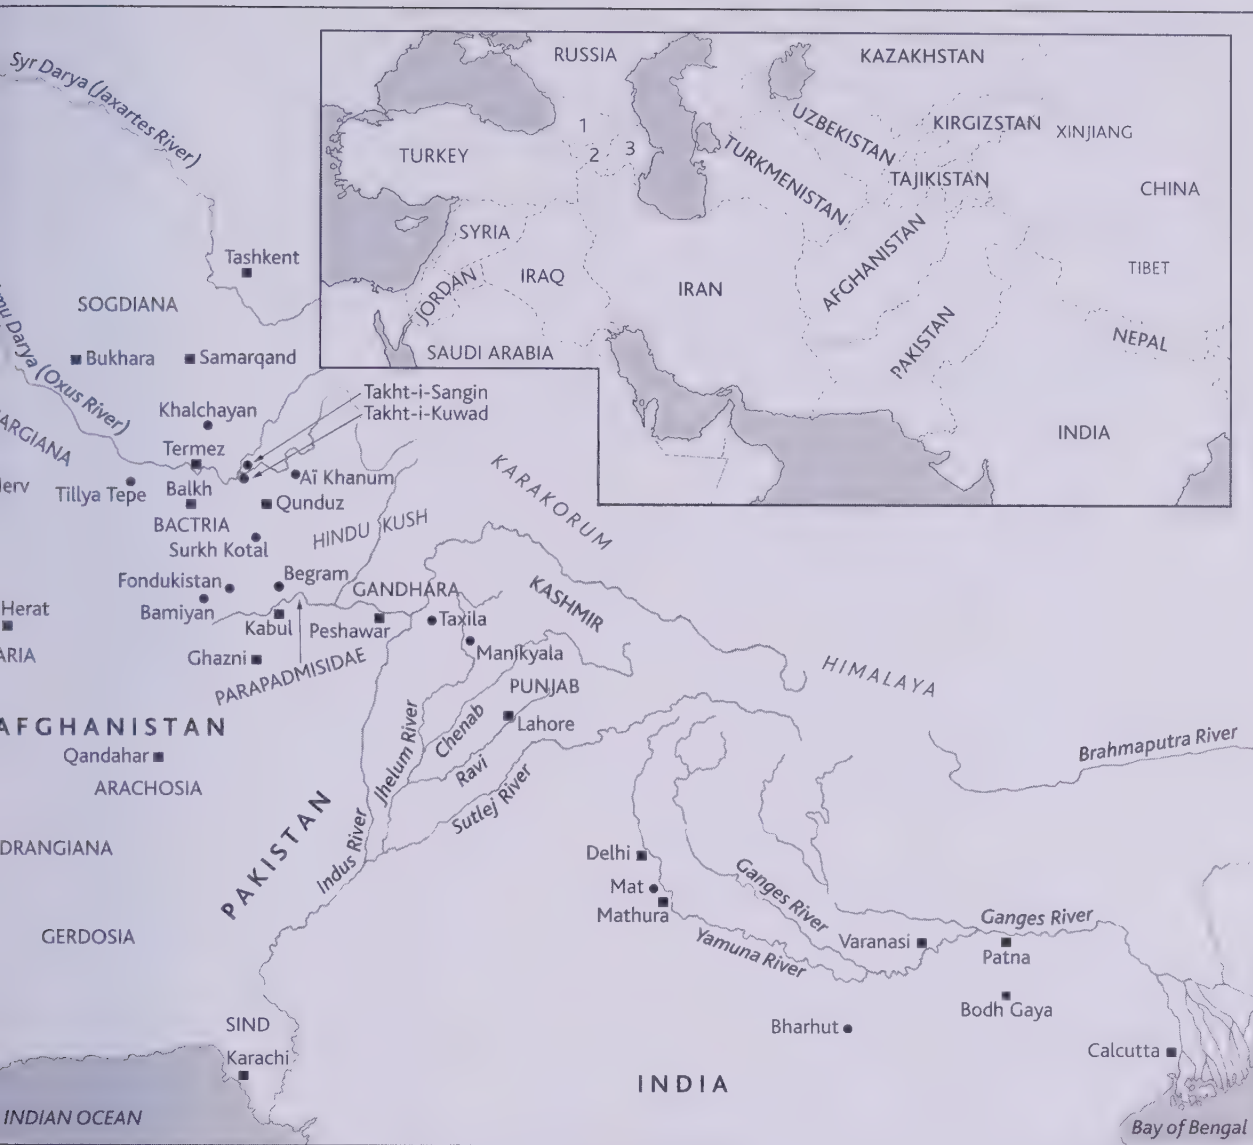 Syr Darya (Jaxartes River)
RUSSIA
KAZAKHSTAN
UZBEKISTAN
KIRGIZSTAN
XINJIANG
1
2
3
TURKEY
TURKMENISTAN
TAJIKISTAN
CHINA
SYRIA
AFGHANISTAN
TIBET
IRAQ
JORDAN
IRAN
PAKISTAN
NEPAL
SAUDI ARABIA
INDIA
Tashkent
SOGDIANA
Bukhara
Samarqand
Darya (Oxus River)
Takht-i-Sangin
Takht-i-Kuwad
Khalchayan
Termez
Aï Khanum
Tillya Tepe
Balkh
Qunduz
BACTRIA
HINDU KUSH
Surkh Kotal
KARAKORUM
Fondukistan
Begram
GANDHARA
KASHMIR
Bamiyan
Herat
Kabul
Peshawar
Taxila
Ghazni
PARAPADMISIDAE
Manikyala
HIMALAYA
PUNJAB
Lahore
AFGHANISTAN
Jhelum River
Chenab
Ravi
Sutlej River
Brahmaputra River
Qandahar
ARACHOSIA
PAKISTAN
Indus River
DRANGIANA
Delhi
Mat
Mathura
Ganges River
Ganges River
GERDOSIA
Yamuna River
Varanasi
Patna
Bodh Gaya
SIND
Bharhut
Karachi
Calcutta
INDIA
INDIAN OCEAN
Bay of Bengal